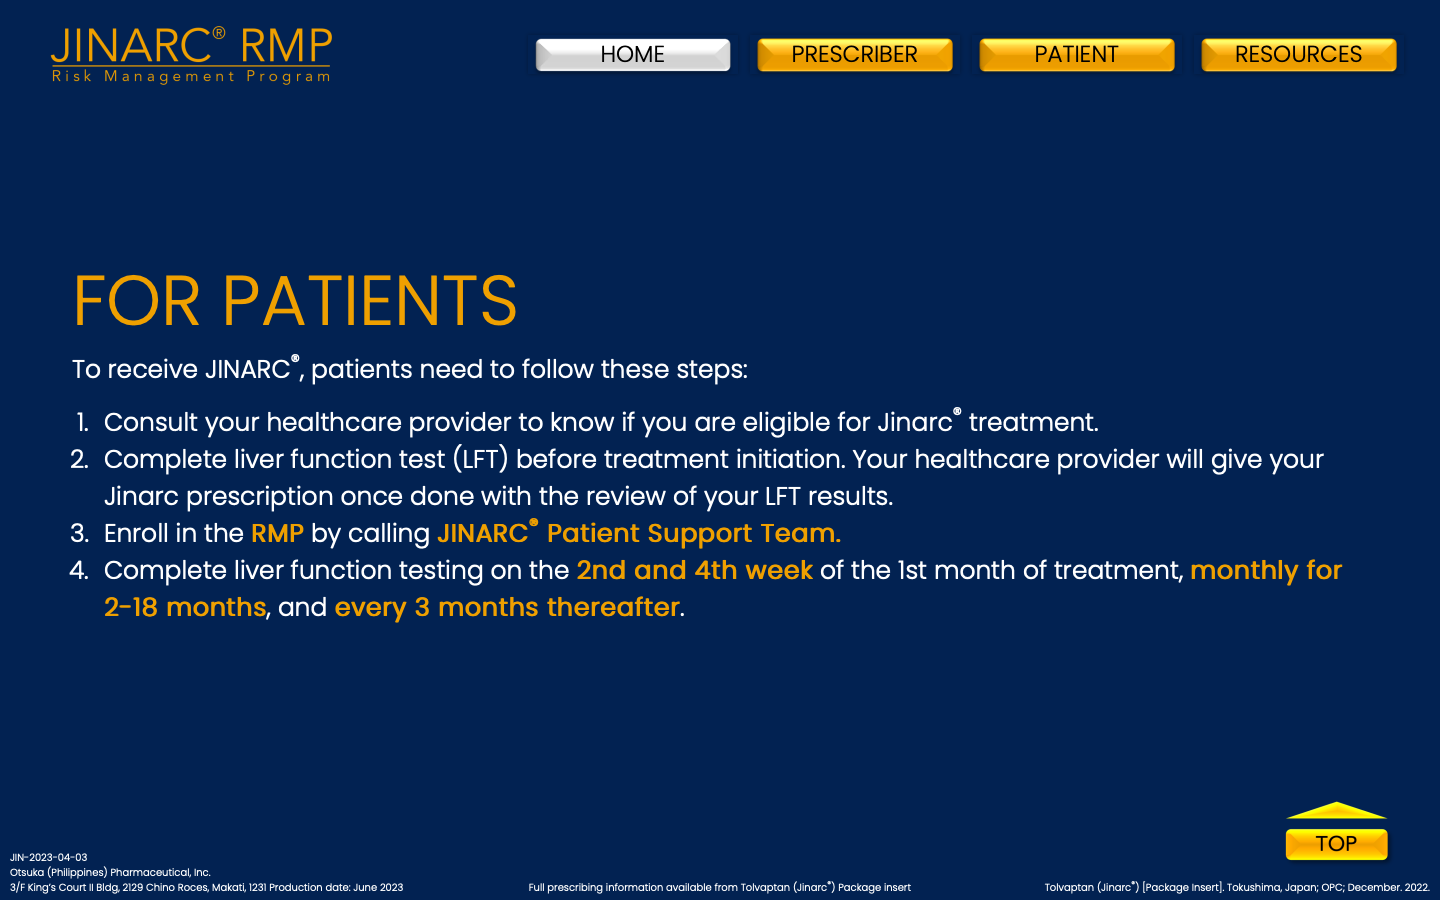 JINARC® RMP
Risk Management Program
HOME
PRESCRIBER
PATIENT
RESOURCES
FOR PATIENTS
To receive JINARC®, patients need to follow these steps:
1. Consult your healthcare provider to know if you are eligible for Jinarc® treatment.
2. Complete liver function test (LFT) before treatment initiation. Your healthcare provider will give your
Jinarc prescription once done with the review of your LFT results.
3. Enroll in the RMP by calling JINARC® Patient Support Team.
4. Complete liver function testing on the 2nd and 4th week of the 1st month of treatment, monthly for
2-18 months, and every 3 months thereafter.
TOP
JIN-2023-04-03
Otsuka (Philippines) Pharmaceutical, Inc.
3/F King's Court II Bldg, 2129 Chino Roces, Makati, 1231 Production date: June 2023
Full prescribing information available from Tolvaptan (Jinarc®) Package insert
Tolvaptan (Jinarc®) [Package Insert]. Tokushima, Japan; OPC; December. 2022.